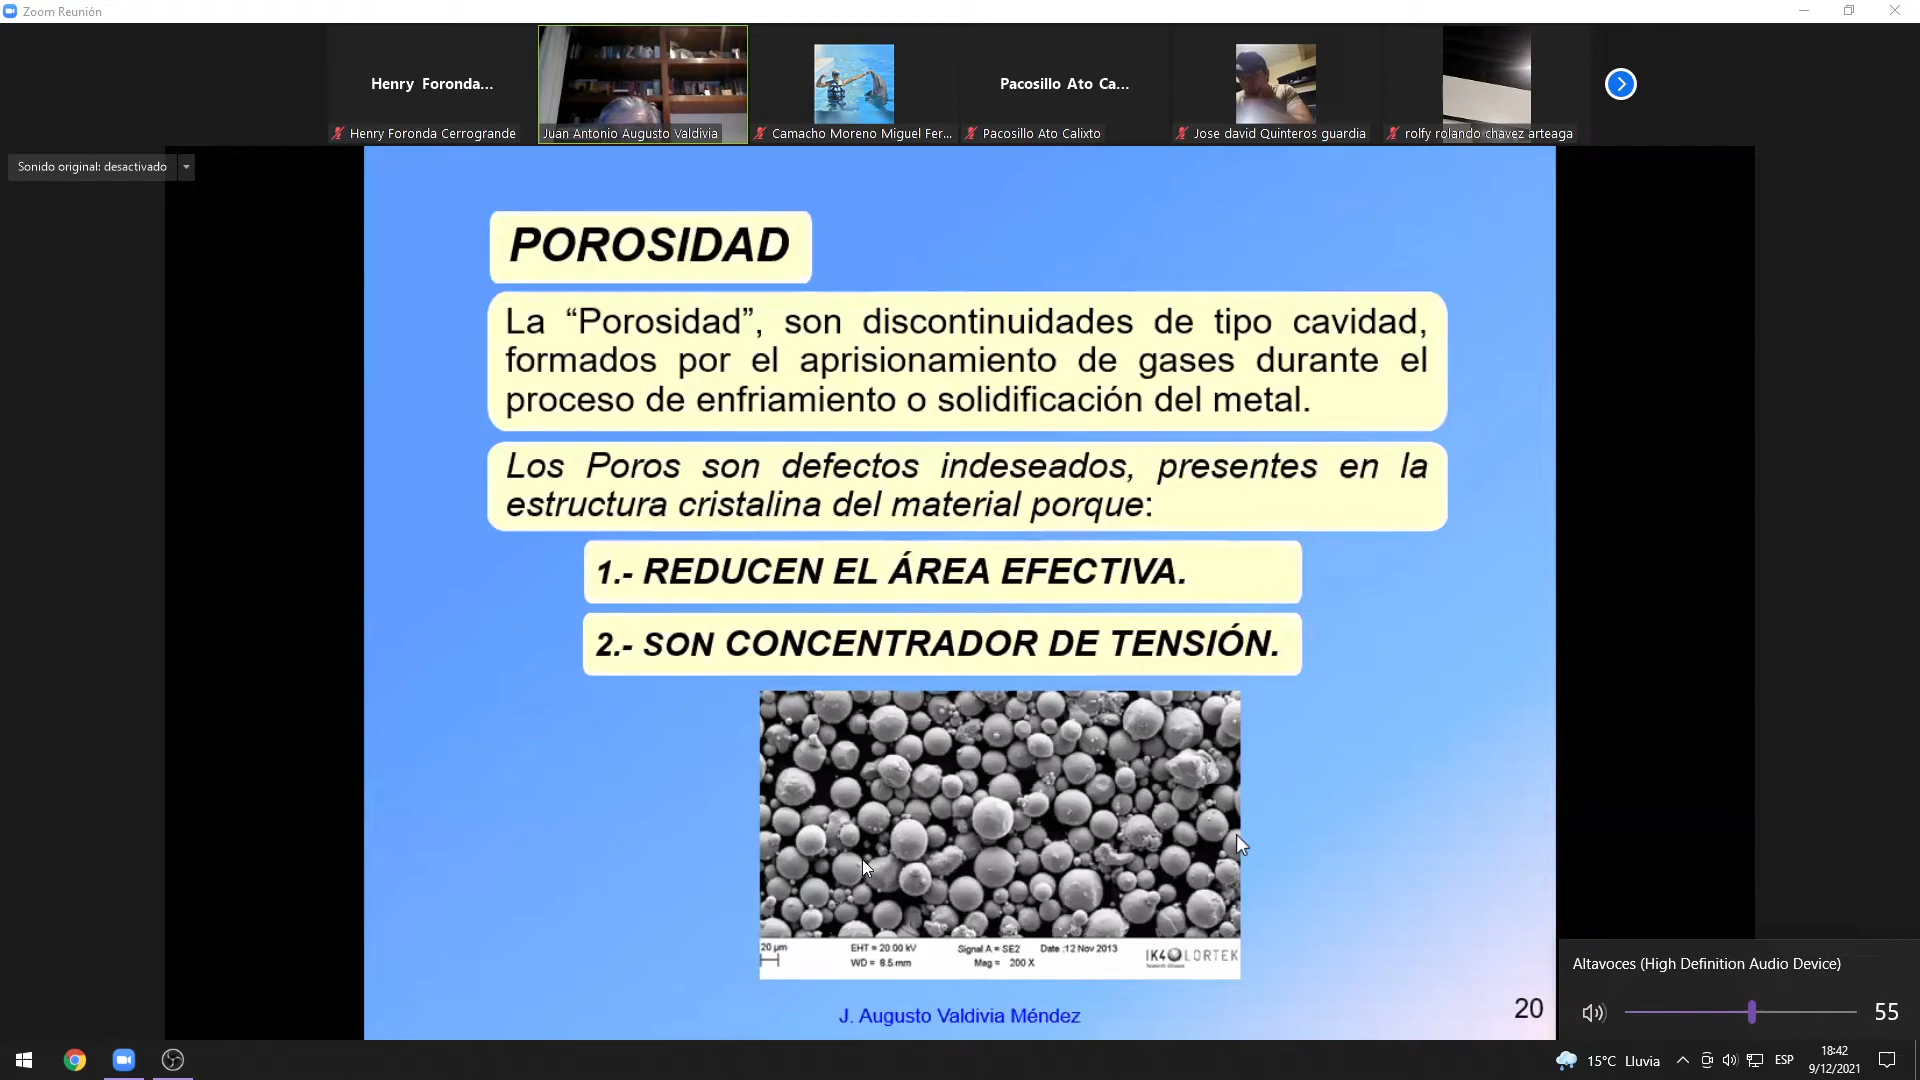 Zoom Reunión
Henry Foronda...
Pacosillo Ato Ca...
Henry Foronda Cerrogrande
Juan Antonio Augusto Valdivia
Camacho Moreno Miguel Fer...
Pacosillo Ato Calixto
Jose david Quinteros guardia
rolfy rolando chavez arteaga
Sonido original: desactivado
POROSIDAD
La “Porosidad”, son discontinuidades de tipo cavidad,
formados por el aprisionamiento de gases durante el
proceso de enfriamiento o solidificación del metal.
Los Poros son defectos indeseados, presentes en la
estructura cristalina del material porque:
1.- REDUCEN EL ÁREA EFECTIVA.
2.- SON CONCENTRADOR DE TENSIÓN.
20 µm
EHT = 20.00 kV
Signal A = SE2
Date :12 Nov 2013
WD = 8.5 mm
Mag = 200 X
IK4 LORTEK
J. Augusto Valdivia Méndez
20
Altavoces (High Definition Audio Device)
55
15°C Lluvia
ESP
18:42
9/12/2021